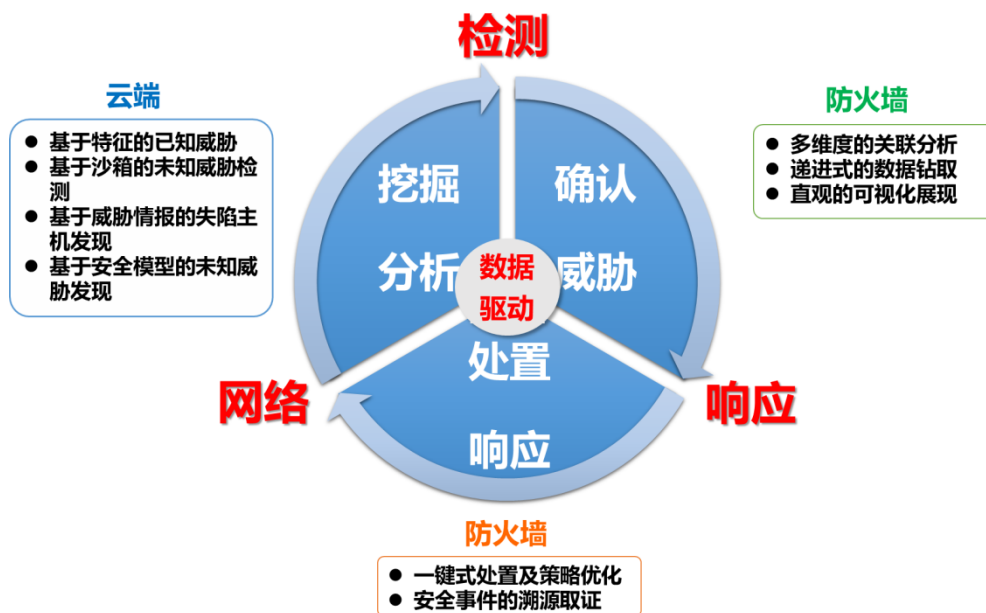 检测
云端
● 基于特征的已知威胁
● 基于沙箱的未知威胁检
测
● 基于威胁情报的失陷主
机发现
● 基于安全模型的未知威
胁发现
防火墙
● 多维度的关联分析
● 递进式的数据钻取
● 直观的可视化展现
挖掘
分析
确认
威胁
数据
驱动
处置
响应
网络
响应
防火墙
● 一键式处置及策略优化
● 安全事件的溯源取证